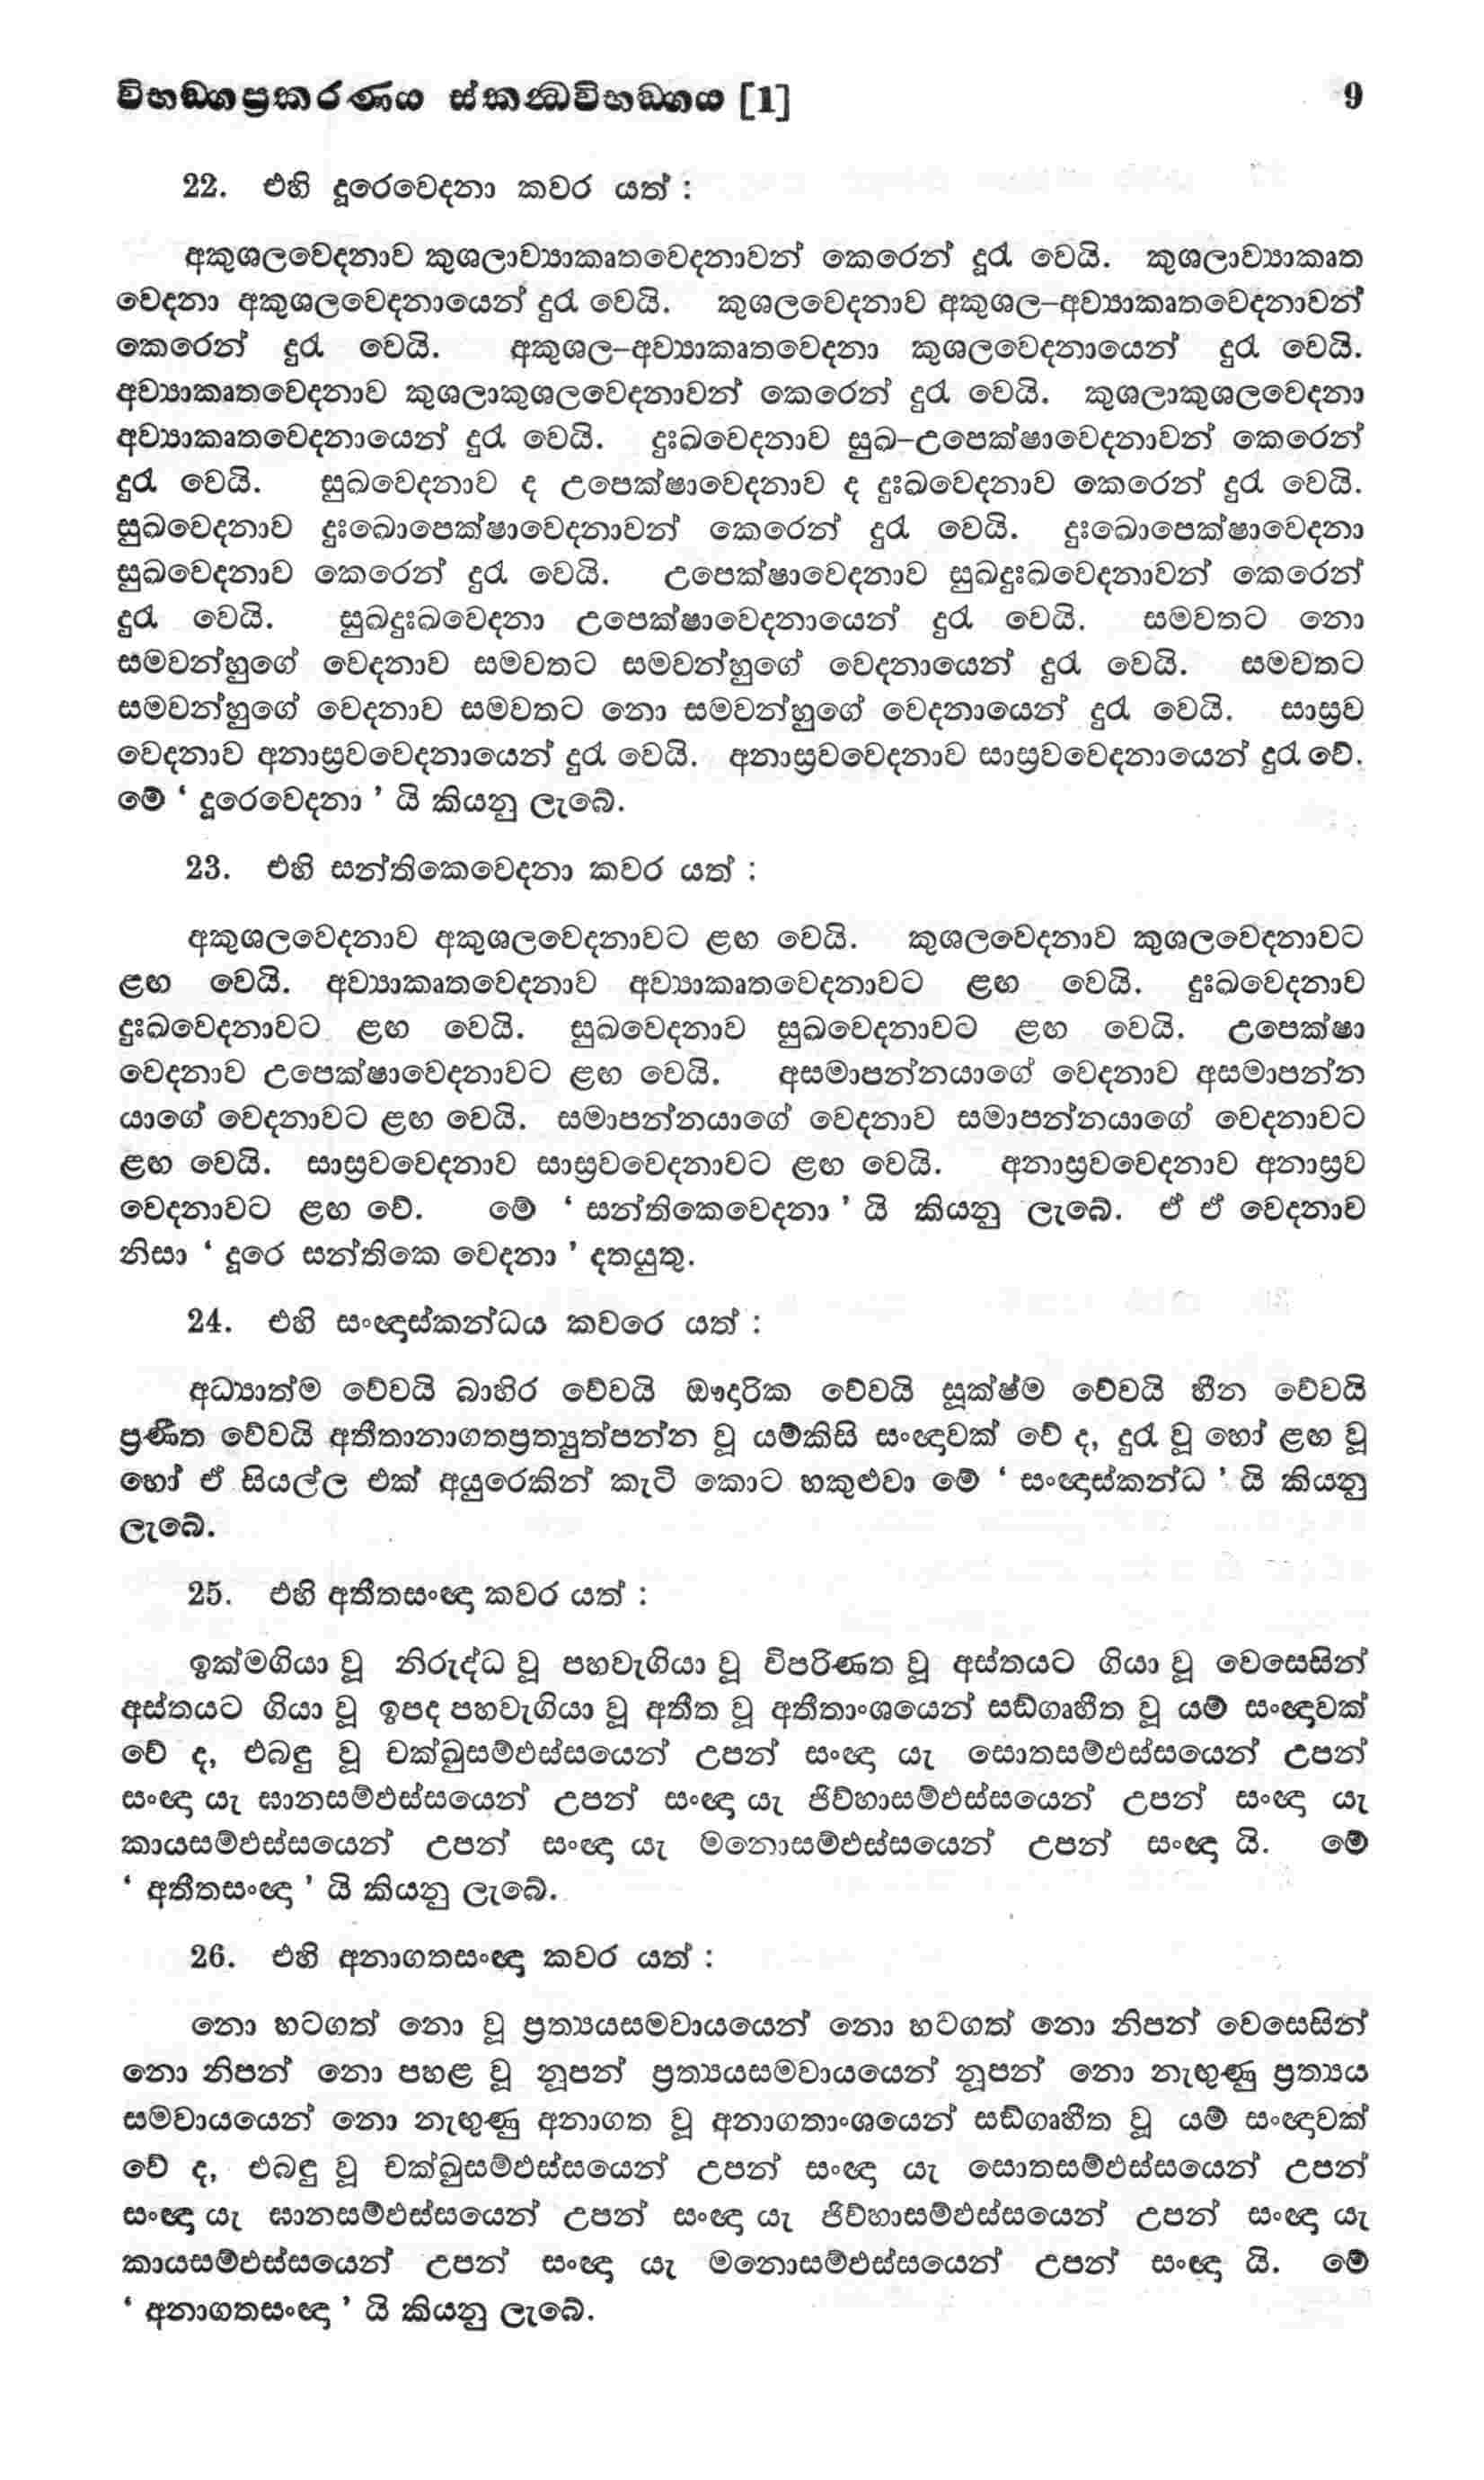 විභඞ්ගප්‍රකරණය ස්කන්‍ධවිභඞ්ගය [1] 9
22. එහි දූරෙවෙදනා කවර යත් :
අකුශලවෙදනාව කුශලාව්‍යාකෘතවෙදනාවන් කෙරෙන් දූරැ වෙයි. කුශලාව්‍යාකෘත
වෙදනා අකුශලවෙදනායෙන් දුරැ වෙයි. කුශලවෙදනාව අකුශල–අව්‍යාකෘතවෙදනාවන්
කෙරෙන් දුරැ වෙයි. අකුශල–අව්‍යාකෘතවෙදනා කුශලවෙදනායෙන් දුරැ වෙයි.
අව්‍යාකෘතවෙදනාව කුශලාකුශලවෙදනාවන් කෙරෙන් දුරැ වෙයි. කුශලාකුශලවෙදනා
අව්‍යාකෘතවෙදනායෙන් දුරැ වෙයි. දුඃඛවෙදනාව සුඛ–උපෙක්ෂාවෙදනාවන් කෙරෙන්
දුරැ වෙයි. සුඛවෙදනාව ද උපෙක්ෂාවෙදනාව ද දුඃඛවෙදනාව කෙරෙන් දුරැ වෙයි.
සුඛවෙදනාව දුඃඛොපෙක්ෂාවෙදනාවන් කෙරෙන් දුරැ වෙයි. දුඃඛොපෙක්ෂාවෙදනා
සුඛවෙදනාව කෙරෙන් දුරැ වෙයි. උපෙක්ෂාවෙදනාව සුඛදුඃඛවෙදනාවන් කෙරෙන්
දුරැ වෙයි. සුඛදුඃඛවෙදනා උපෙක්ෂාවෙදනායෙන් දුරැ වෙයි. සමවතට නො
සමවන්හුගේ වෙදනාව සමවතට සමවන්හුගේ වෙදනායෙන් දුරැ වෙයි. සමවතට
සමවන්හුගේ වෙදනාව සමවතට නො සමවන්හුගේ වෙදනායෙන් දුරැ වෙයි. සාස්‍රව
වෙදනාව අනාස්‍රවවෙදනායෙන් දුරැ වෙයි. අනාස්‍රවවෙදනාව සාස්‍රවවෙදනායෙන් දුරැ වේ.
මේ ‘ දූරෙවෙදනා ’ යි කියනු ලැබේ.
23. එහි සන්තිකෙවෙදනා කවර යත් :
අකුශලවෙදනාව අකුශලවෙදනාවට ළඟ වෙයි. කුශලවෙදනාව කුශලවෙදනාවට
ළඟ වෙයි. අව්‍යාකෘතවෙදනාව අව්‍යාකෘතවෙදනාවට ළඟ වෙයි. දුඃඛවෙදනාව
දුඃඛවෙදනාවට ළඟ වෙයි. සුඛවෙදනාව සුඛවෙදනාවට ළඟ වෙයි. උපෙක්ෂා
වෙදනාව උපෙක්ෂාවෙදනාවට ළඟ වෙයි. අසමාපන්නයාගේ වෙදනාව අසමාපන්න
යාගේ වෙදනාවට ළඟ වෙයි. සමාපන්නයාගේ වෙදනාව සමාපන්නයාගේ වෙදනාවට
ළඟ වෙයි. සාස්‍රවවෙදනාව සාස්‍රවවෙදනාවට ළඟ වෙයි. අනාස්‍රවවෙදනාව අනාස්‍රව
වෙදනාවට ළඟ වේ. මේ ‘ සන්තිකෙවෙදනා ’ යි කියනු ලැබේ. ඒ ඒ වෙදනාව
නිසා ‘ දූරෙ සන්තිකෙ වෙදනා ’ දතයුතු.
24. එහි සංඥාස්කන්ධය කවරෙ යත් :
අධ්‍යාත්ම වේවයි බාහිර වේවයි ඖදාරික වේවයි සූක්ෂ්ම වේවයි හීන වේවයි
ප්‍රණීත වේවයි අතීතානාගතප්‍රත්‍යුත්පන්න වූ යම්කිසි සංඥාවක් වේ ද, දුරැ වූ හෝ ළඟ වූ
හෝ ඒ සියල්ල එක් අයුරෙකින් කැටි කොට හකුළුවා මේ ‘ සංඥාස්කන්ධ ’ යි කියනු
ලැබේ.
25. එහි අතීතසංඥා කවර යත් :
ඉක්මගියා වූ නිරුද්ධ වූ පහවැගියා වූ විපරිණත වූ අස්තයට ගියා වූ වෙසෙසින්
අස්තයට ගියා වූ ඉපද පහවැගියා වූ අතීත වූ අතීතාංශයෙන් සඞ්ගෘහීත වූ යම් සංඥාවක්
වේ ද, එබඳු වූ චක්ඛුසම්ඵස්සයෙන් උපන් සංඥා යැ සොතසම්ඵස්සයෙන් උපන්
සංඥා යැ ඝානසම්ඵස්සයෙන් උපන් සංඥා යැ ජිව්හාසම්ඵස්සයෙන් උපන් සංඥා යැ
කායසම්ඵස්සයෙන් උපන් සංඥා යැ මනොසම්ඵස්සයෙන් උපන් සංඥා යි. මේ
‘ අතීතසංඥා ’ යි කියනු ලැබේ.
26. එහි අනාගතසංඥා කවර යත් :
නො හටගත් නො වූ ප්‍රත්‍යයසමවායයෙන් නො හටගත් නො නිපන් වෙසෙසින්
නො නිපන් නො පහළ වූ නූපන් ප්‍රත්‍යයසමවායයෙන් නූපන් නො නැඟුණු ප්‍රත්‍යය
සමවායයෙන් නො නැඟුණු අනාගත වූ අනාගතාංශයෙන් සඞ්ගෘහීත වූ යම් සංඥාවක්
වේ ද, එබඳු වූ චක්ඛුසම්ඵස්සයෙන් උපන් සංඥා යැ සොතසම්ඵස්සයෙන් උපන්
සංඥා යැ ඝානසම්ඵස්සයෙන් උපන් සංඥා යැ ජිව්හාසම්ඵස්සයෙන් උපන් සංඥා යැ
කායසම්ඵස්සයෙන් උපන් සංඥා යැ මනොසම්ඵස්සයෙන් උපන් සංඥා යි. මේ
‘ අනාගතසංඥා ’ යි කියනු ලැබේ.